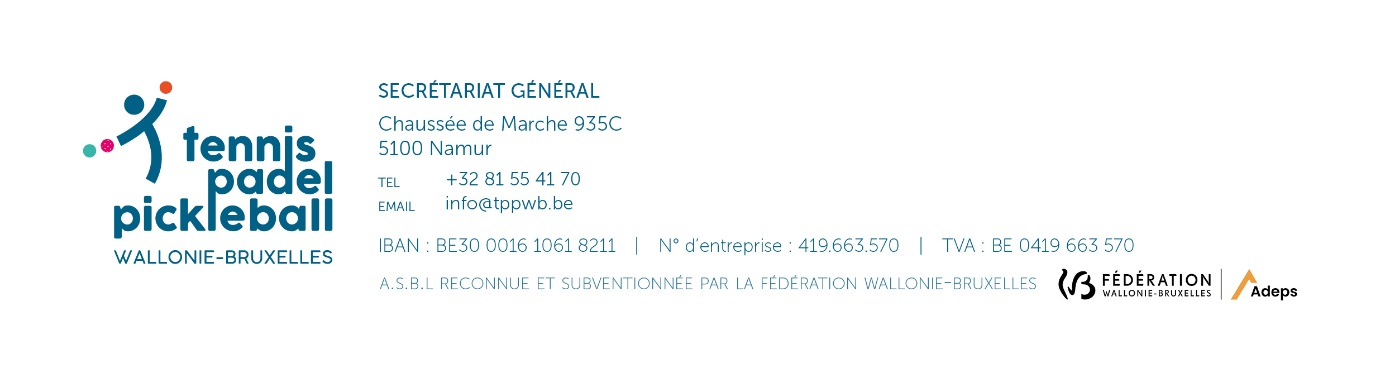 tennis
padel
pickleball
WALLONIE-BRUXELLES
SECRÉTARIAT GÉNÉRAL
Chaussée de Marche 935C
5100 Namur
TEL +32 81 55 41 70
EMAIL info@tppwb.be
IBAN : BE30 0016 1061 8211 | N° d’entreprise : 419.663.570 | TVA : BE 0419 663 570
A.S.B.L RECONNUE ET SUBVENTIONNÉE PAR LA FÉDÉRATION WALLONIE-BRUXELLES
FÉDÉRATION
WALLONIE-BRUXELLES
Adeps